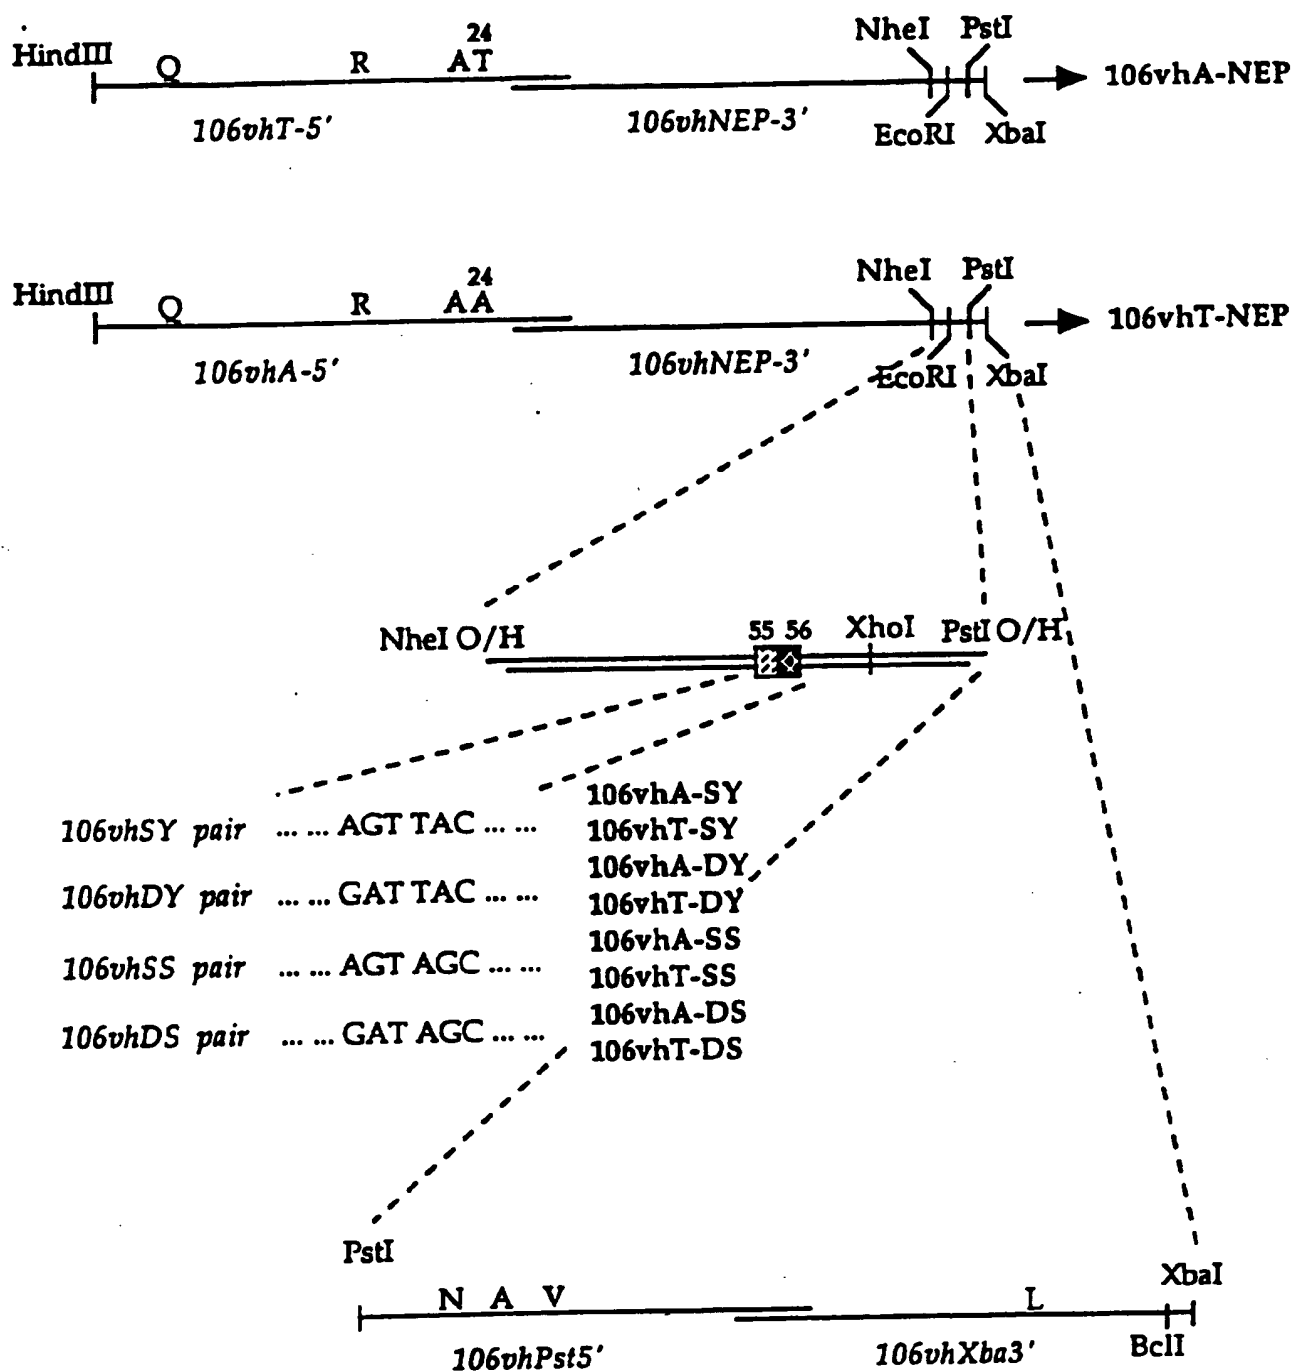 24
NheI PstI
HindIII Q R AT 106vhA-NEP
106vhT-5' 106vhNEP-3' EcoRI XbaI
24
NheI PstI
HindIII Q R AA 106vhT-NEP
106vhA-5' 106vhNEP-3' EcoRI XbaI
NheI O/H 55 56 XhoI PstI O/H
106vhA-SY
106vhSY pair ... ... AGT TAC ... ... 106vhT-SY
106vhA-DY
106vhDY pair ... ... GAT TAC ... ... 106vhT-DY
106vhA-SS
106vhSS pair ... ... AGT AGC ... ... 106vhT-SS
106vhA-DS
106vhDS pair ... ... GAT AGC ... ... 106vhT-DS
PstI
XbaI
N A V L
106vhPst5' 106vhXba3' BclI